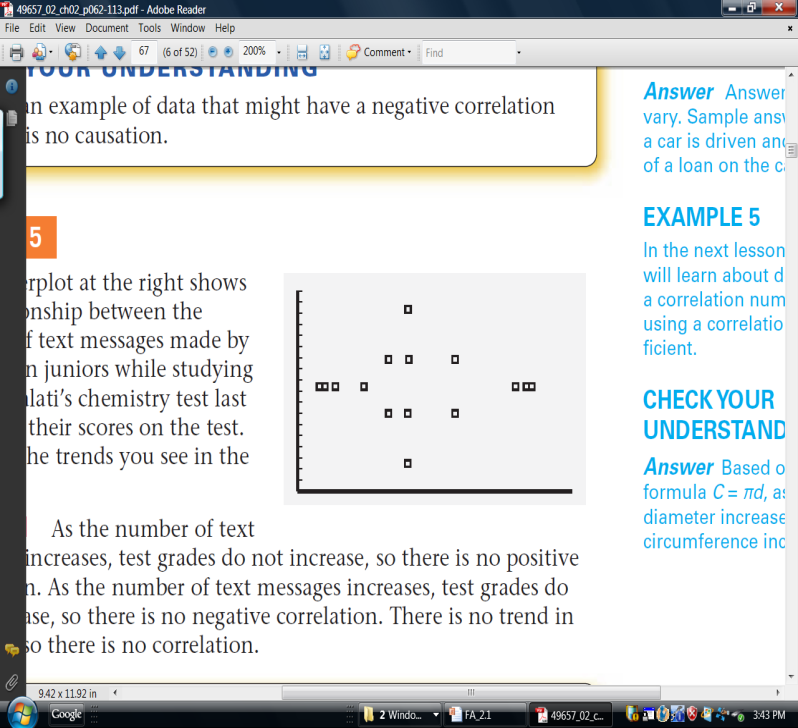 49657_02_ch02_p062-113.pdf - Adobe Reader
File Edit View Document Tools Window Help
67 (6 of 52) 200% Comment Find
YOUR UNDERSTANDING
an example of data that might have a negative correlation
is no causation.
5
erplot at the right shows
onship between the
f text messages made by
n juniors while studying
lati’s chemistry test last
their scores on the test.
he trends you see in the
As the number of text
increases, test grades do not increase, so there is no positive
n. As the number of text messages increases, test grades do
ase, so there is no negative correlation. There is no trend in
so there is no correlation.
Answer Answer
vary. Sample ans
a car is driven and
of a loan on the ca
EXAMPLE 5
In the next lesson
will learn about d
a correlation num
using a correlatio
ficient.
CHECK YOUR
UNDERSTAND
Answer Based o
formula C = πd, as
diameter increase
circumference inc
9.42 x 11.92 in
Google 2 Windo... FA_2.1 49657_02_c... 3:43 PM